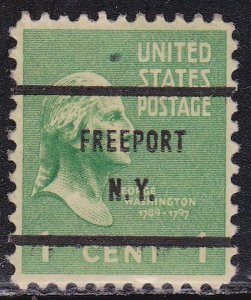 UNITED
STATES
POSTAGE
FREEPORT
N.Y.
WASHINGTON
1789-1797
1 CENT 1